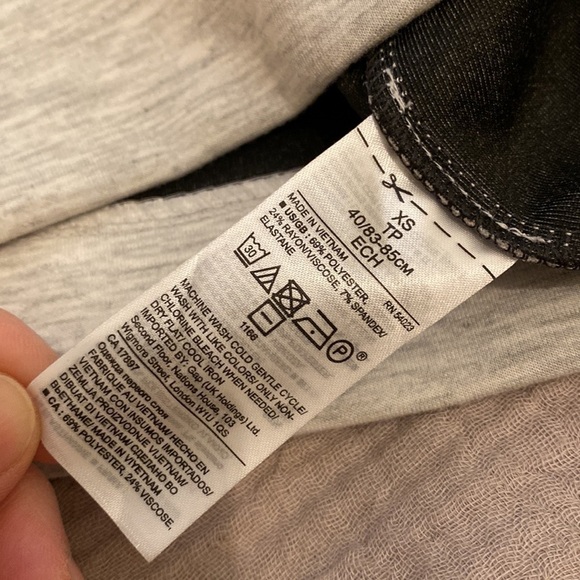 XS
TP
40/83-85CM
ECH
RN 54023
MADE IN VIETNAM
■ US/GB : 69% POLYESTER,
24% RAYON/VISCOSE, 7% SPANDEX/
ELASTANE
30
P
®
1168
MACHINE WASH COLD GENTLE CYCLE/
WASH WITH LIKE COLORS/ ONLY NON-
CHLORINE BLEACH WHEN NEEDED/
DRY FLAT/ COOL IRON
IMPORTED BY: Gap (UK Holdings) Ltd.
Second Floor, Nations House, 103
Wigmore Street, London W1U 1QS
CA 17897
FABRIQUÉ AU VIETNAM/ HECHO EN
VIETNAM CON INSUMOS IMPORTADOS/
DIBUAT DI VIETNAM/ СДЕЛАНО ВО
ВЬЕТНАМЕ/ MADE IN VIYETNAM
■ CA : 69% POLYESTER, 24% VISCOSE,